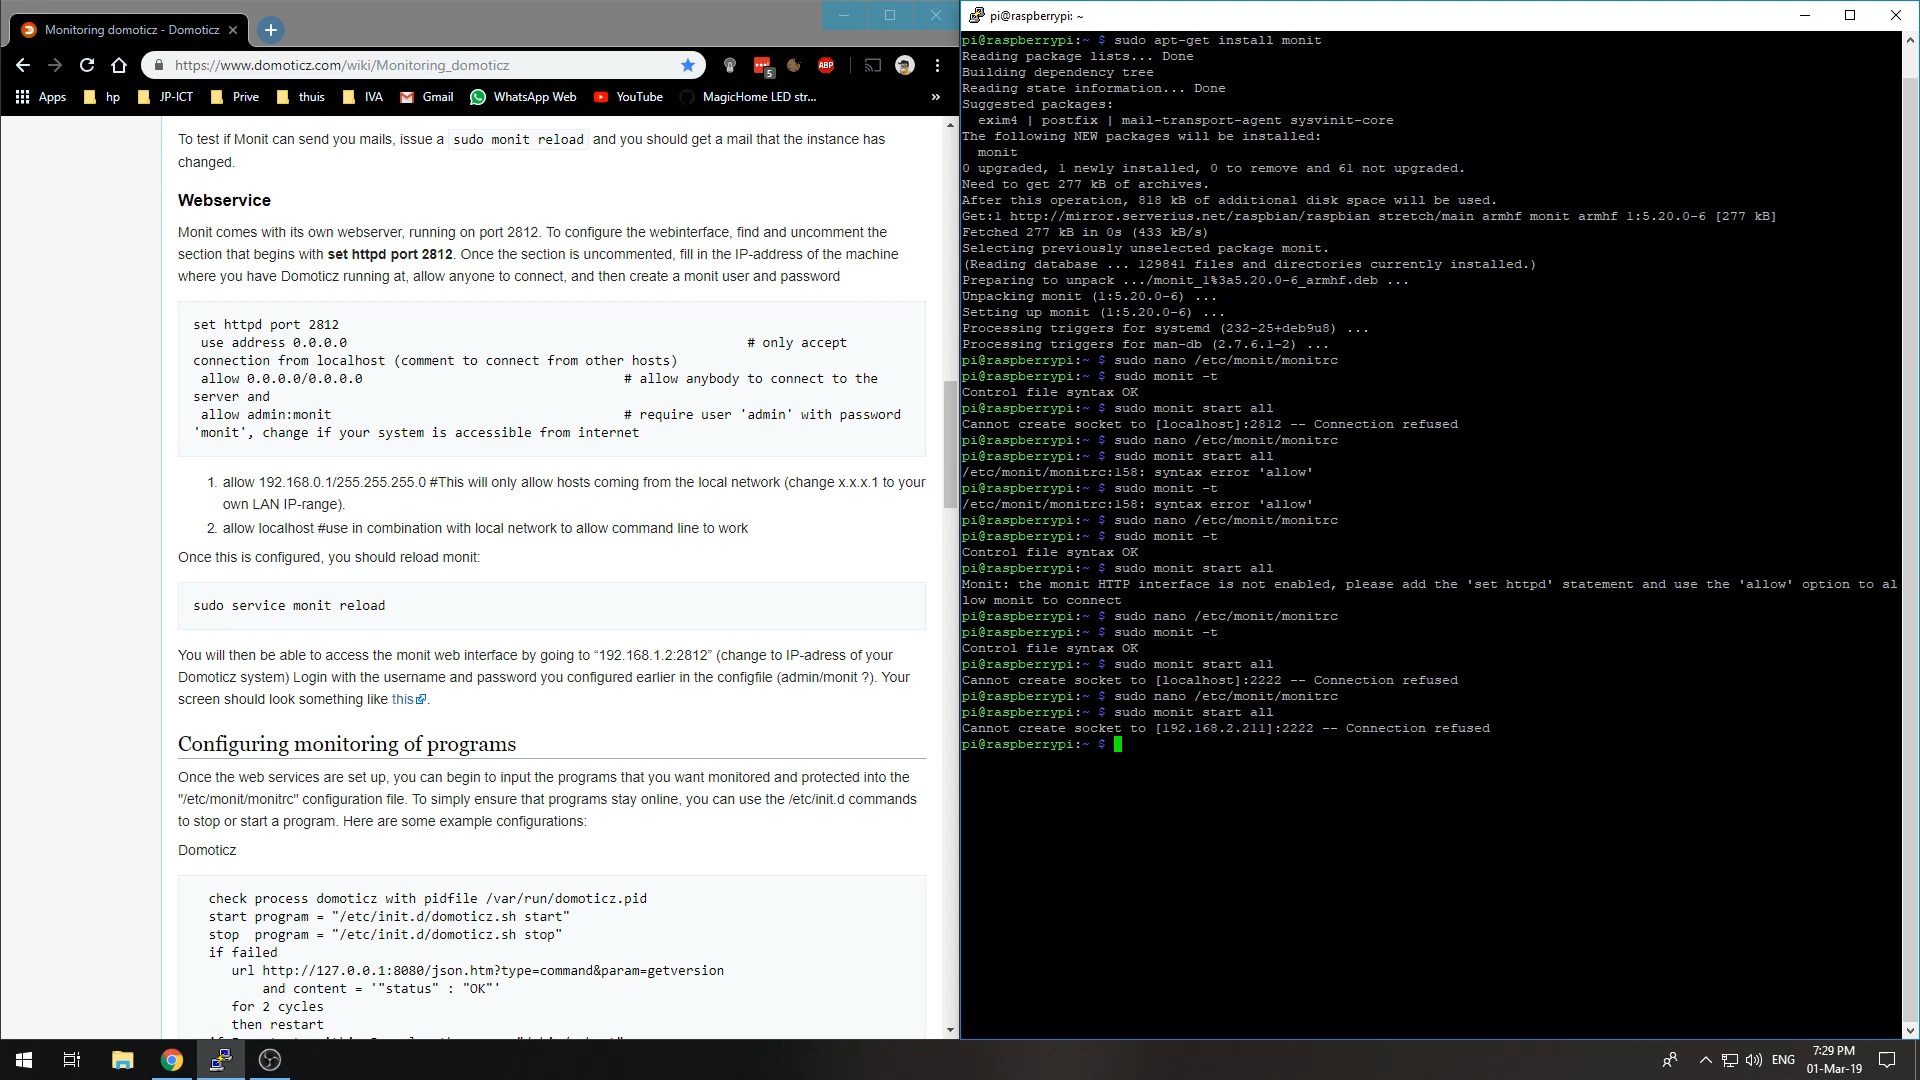 Monitoring domoticz - Domoticz
https://www.domoticz.com/wiki/Monitoring_domoticz
5
ABP
Apps
hp
JP-ICT
Prive
thuis
IVA
Gmail
WhatsApp Web
YouTube
MagicHome LED str...
»
To test if Monit can send you mails, issue a sudo monit reload and you should get a mail that the instance has
changed.
Webservice
Monit comes with its own webserver, running on port 2812. To configure the webinterface, find and uncomment the
section that begins with set httpd port 2812. Once the section is uncommented, fill in the IP-address of the machine
where you have Domoticz running at, allow anyone to connect, and then create a monit user and password
set httpd port 2812
use address 0.0.0.0 # only accept
connection from localhost (comment to connect from other hosts)
allow 0.0.0.0/0.0.0.0 # allow anybody to connect to the
server and
allow admin:monit # require user 'admin' with password
'monit', change if your system is accessible from internet
1. allow 192.168.0.1/255.255.255.0 #This will only allow hosts coming from the local network (change x.x.x.1 to your
own LAN IP-range).
2. allow localhost #use in combination with local network to allow command line to work
Once this is configured, you should reload monit:
sudo service monit reload
You will then be able to access the monit web interface by going to “192.168.1.2:2812” (change to IP-adress of your
Domoticz system) Login with the username and password you configured earlier in the configfile (admin/monit ?). Your
screen should look something like this.
Configuring monitoring of programs
Once the web services are set up, you can begin to input the programs that you want monitored and protected into the
"/etc/monit/monitrc" configuration file. To simply ensure that programs stay online, you can use the /etc/init.d commands
to stop or start a program. Here are some example configurations:
Domoticz
check process domoticz with pidfile /var/run/domoticz.pid
start program = "/etc/init.d/domoticz.sh start"
stop  program = "/etc/init.d/domoticz.sh stop"
if failed
url http://127.0.0.1:8080/json.htm?type=command&param=getversion
and content = '"status" : "OK"'
for 2 cycles
then restart
pi@raspberrypi: ~
pi@raspberrypi:~ $ sudo apt-get install monit
Reading package lists... Done
Building dependency tree
Reading state information... Done
Suggested packages:
exim4 | postfix | mail-transport-agent sysvinit-core
The following NEW packages will be installed:
monit
0 upgraded, 1 newly installed, 0 to remove and 61 not upgraded.
Need to get 277 kB of archives.
After this operation, 818 kB of additional disk space will be used.
Get:1 http://mirror.serverius.net/raspbian/raspbian stretch/main armhf monit armhf 1:5.20.0-6 [277 kB]
Fetched 277 kB in 0s (433 kB/s)
Selecting previously unselected package monit.
(Reading database ... 129841 files and directories currently installed.)
Preparing to unpack .../monit_1%3a5.20.0-6_armhf.deb ...
Unpacking monit (1:5.20.0-6) ...
Setting up monit (1:5.20.0-6) ...
Processing triggers for systemd (232-25+deb9u8) ...
Processing triggers for man-db (2.7.6.1-2) ...
pi@raspberrypi:~ $ sudo nano /etc/monit/monitrc
pi@raspberrypi:~ $ sudo monit -t
Control file syntax OK
pi@raspberrypi:~ $ sudo monit start all
Cannot create socket to [localhost]:2812 -- Connection refused
pi@raspberrypi:~ $ sudo nano /etc/monit/monitrc
pi@raspberrypi:~ $ sudo monit start all
/etc/monit/monitrc:158: syntax error 'allow'
pi@raspberrypi:~ $ sudo monit -t
/etc/monit/monitrc:158: syntax error 'allow'
pi@raspberrypi:~ $ sudo nano /etc/monit/monitrc
pi@raspberrypi:~ $ sudo monit -t
Control file syntax OK
pi@raspberrypi:~ $ sudo monit start all
Monit: the monit HTTP interface is not enabled, please add the 'set httpd' statement and use the 'allow' option to al
low monit to connect
pi@raspberrypi:~ $ sudo nano /etc/monit/monitrc
pi@raspberrypi:~ $ sudo monit -t
Control file syntax OK
pi@raspberrypi:~ $ sudo monit start all
Cannot create socket to [localhost]:2222 -- Connection refused
pi@raspberrypi:~ $ sudo nano /etc/monit/monitrc
pi@raspberrypi:~ $ sudo monit start all
Cannot create socket to [192.168.2.211]:2222 -- Connection refused
pi@raspberrypi:~ $
ENG
7:29 PM
01-Mar-19